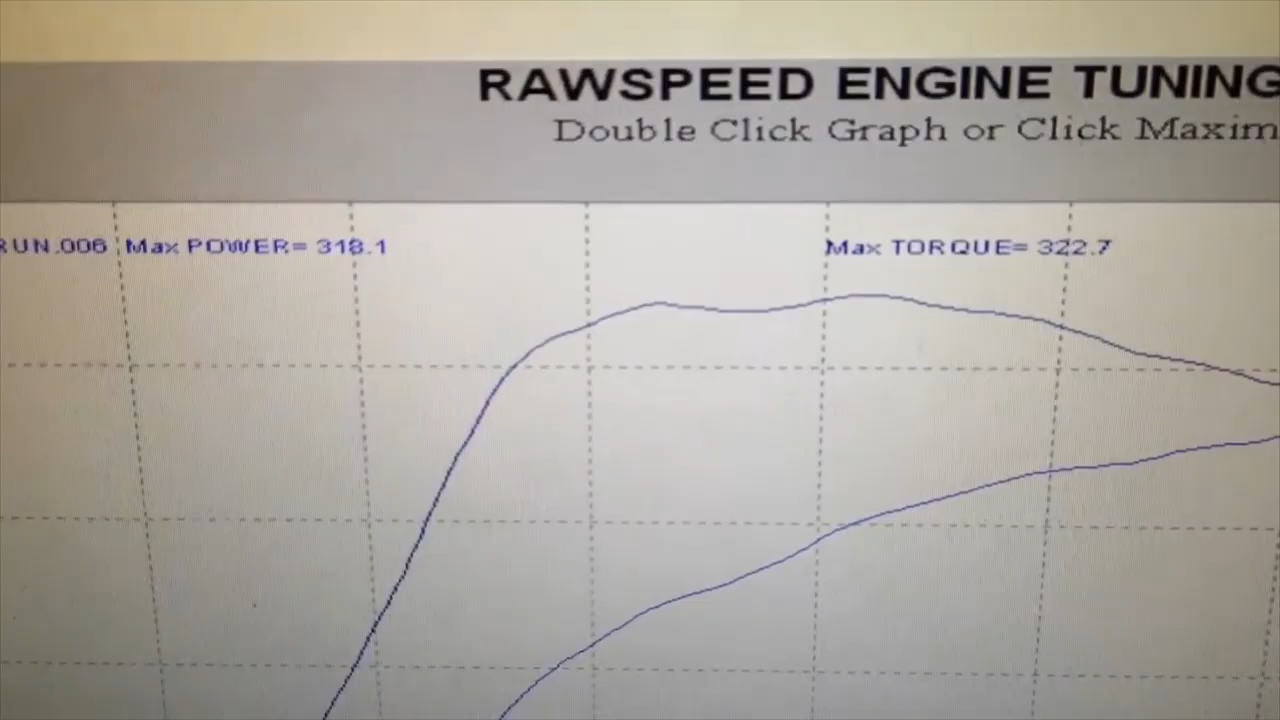 RAWSPEED ENGINE TUNING
Double Click Graph or Click Maxim
RUN.006 Max POWER= 318.1 Max TORQUE= 322.7